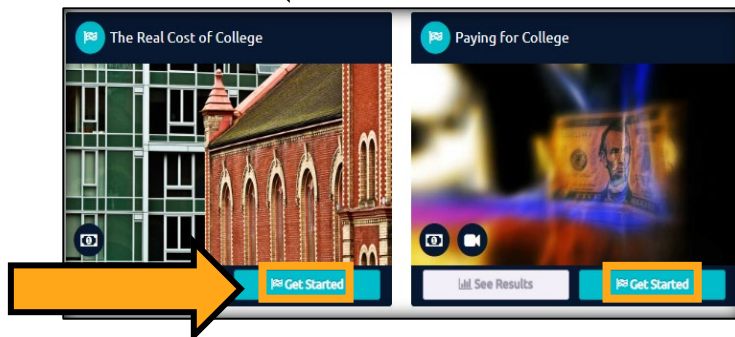 The Real Cost of College
Paying for College
Get Started
See Results
Get Started